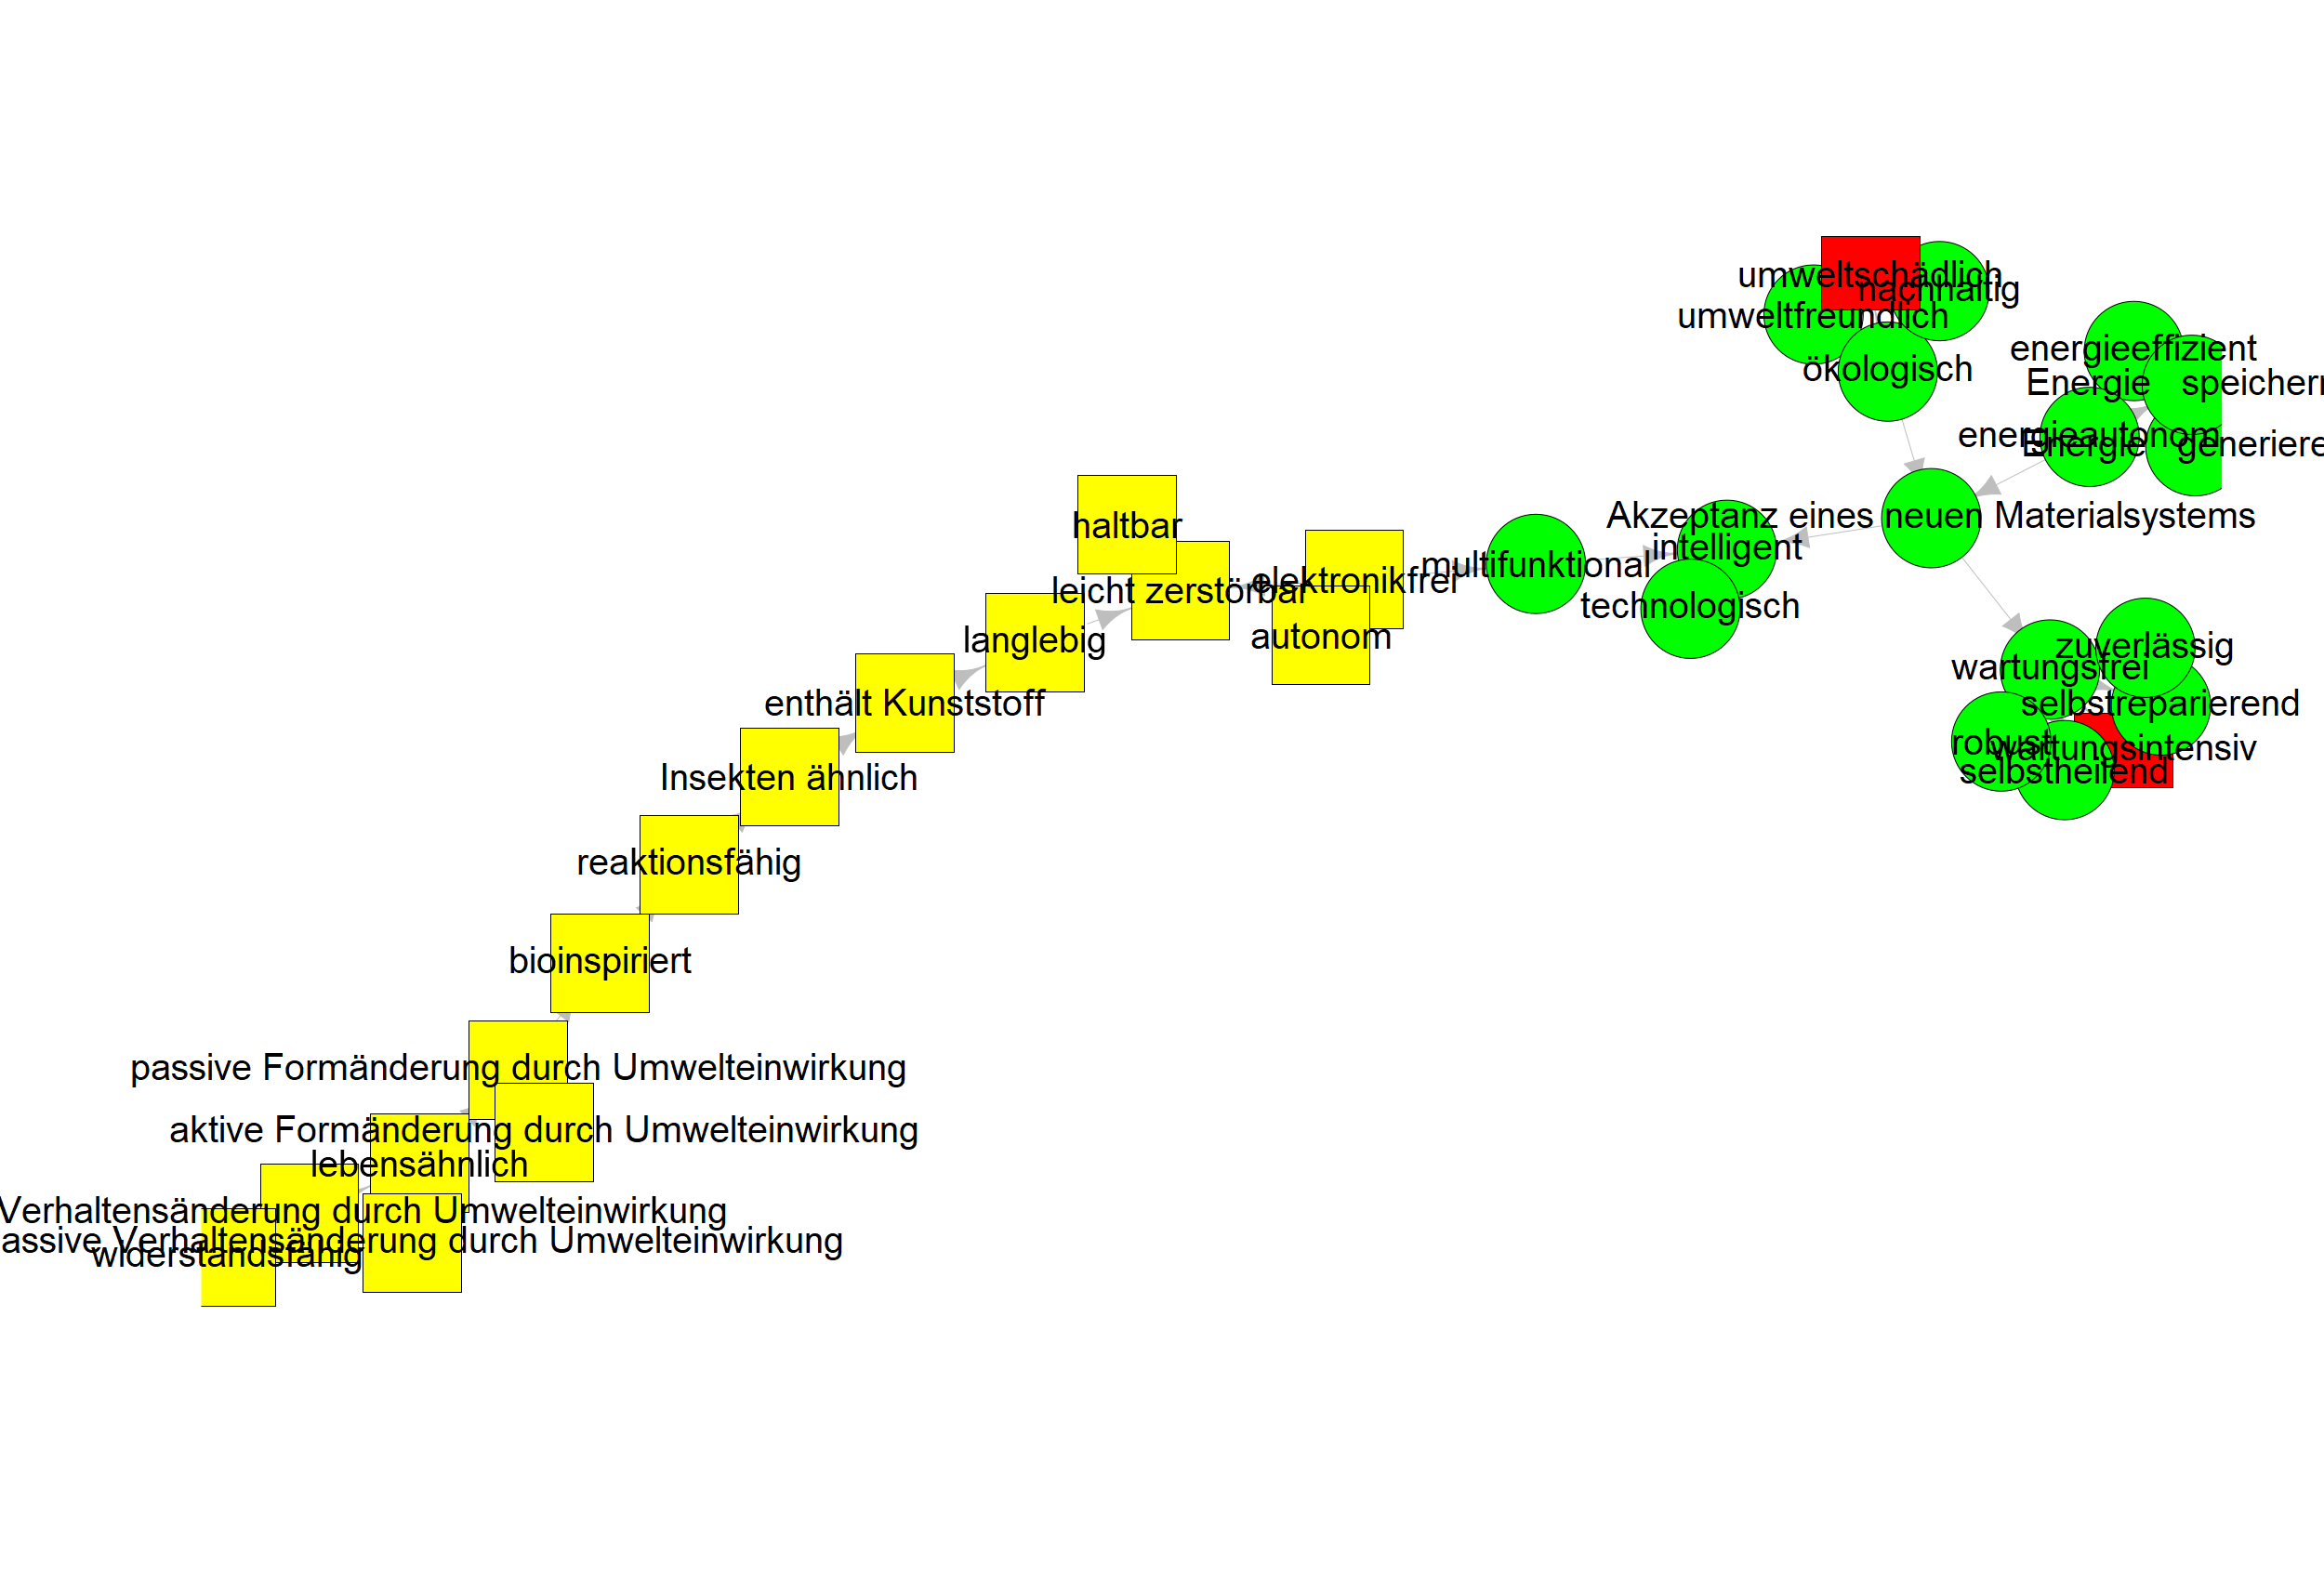 umweltschädlich
nachhaltig
umweltfreundlich
ökologisch
energieeffizient
Energie speichern
energieautonom
Energie generieren
Akzeptanz eines neuen Materialsystems
intelligent
multifunktional
technologisch
haltbar
elektronikfrei
leicht zerstörbar
autonom
langlebig
zuverlässig
wartungsfrei
selbstreparierend
robust
wartungsintensiv
selbstheilend
enthält Kunststoff
Insekten ähnlich
reaktionsfähig
bioinspiriert
passive Formänderung durch Umwelteinwirkung
aktive Formänderung durch Umwelteinwirkung
lebensähnlich
Verhaltensänderung durch Umwelteinwirkung
assive Verhaltensänderung durch Umwelteinwirkung
widerstandsfähig